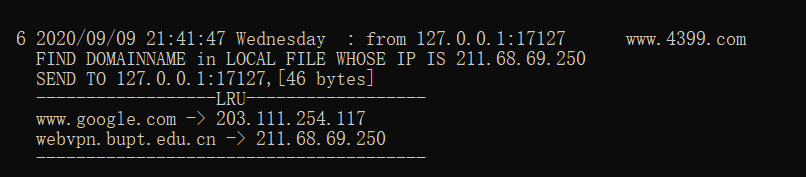 6 2020/09/09 21:41:47 Wednesday : from 127.0.0.1:17127 www.4399.com
FIND DOMAINNAME in LOCAL FILE WHOSE IP IS 211.68.69.250
SEND TO 127.0.0.1:17127,[46 bytes]
------------------LRU------------------
www.google.com -> 203.111.254.117
webvpn.bupt.edu.cn -> 211.68.69.250
---------------------------------------